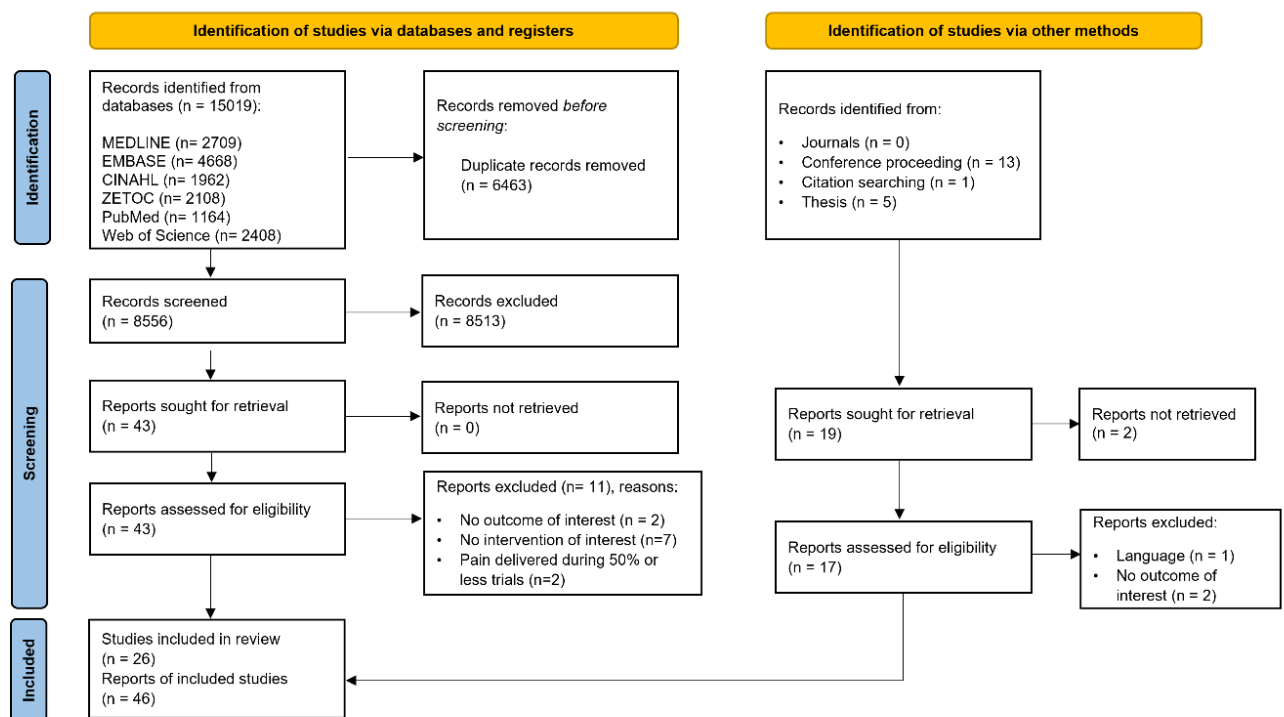 Identification of studies via databases and registers
Identification of studies via other methods
Identification
Records identified from
databases (n = 15019):
MEDLINE (n= 2709)
EMBASE (n= 4668)
CINAHL (n= 1962)
ZETOC (n= 2108)
PubMed (n= 1164)
Web of Science (n= 2408)
Records removed before
screening:
Duplicate records removed
(n = 6463)
Records identified from:
• Journals (n = 0)
• Conference proceeding (n = 13)
• Citation searching (n = 1)
• Thesis (n = 5)
Screening
Records screened
(n = 8556)
Records excluded
(n = 8513)
Reports sought for retrieval
(n = 43)
Reports not retrieved
(n = 0)
Reports sought for retrieval
(n = 19)
Reports not retrieved
(n = 2)
Reports assessed for eligibility
(n = 43)
Reports excluded (n= 11), reasons:
• No outcome of interest (n = 2)
• No intervention of interest (n=7)
• Pain delivered during 50% or
less trials (n=2)
Reports assessed for eligibility
(n = 17)
Reports excluded:
• Language (n = 1)
• No outcome of
interest (n = 2)
Included
Studies included in review
(n = 26)
Reports of included studies
(n = 46)